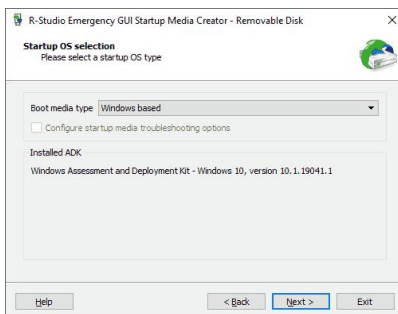 R-Studio Emergency GUI Startup Media Creator - Removable Disk
Startup OS selection
Please select a startup OS type
Boot media type Windows based
Configure startup media troubleshooting options
Installed ADK
Windows Assessment and Deployment Kit - Windows 10, version 10.1.19041.1
Help < Back Next > Exit